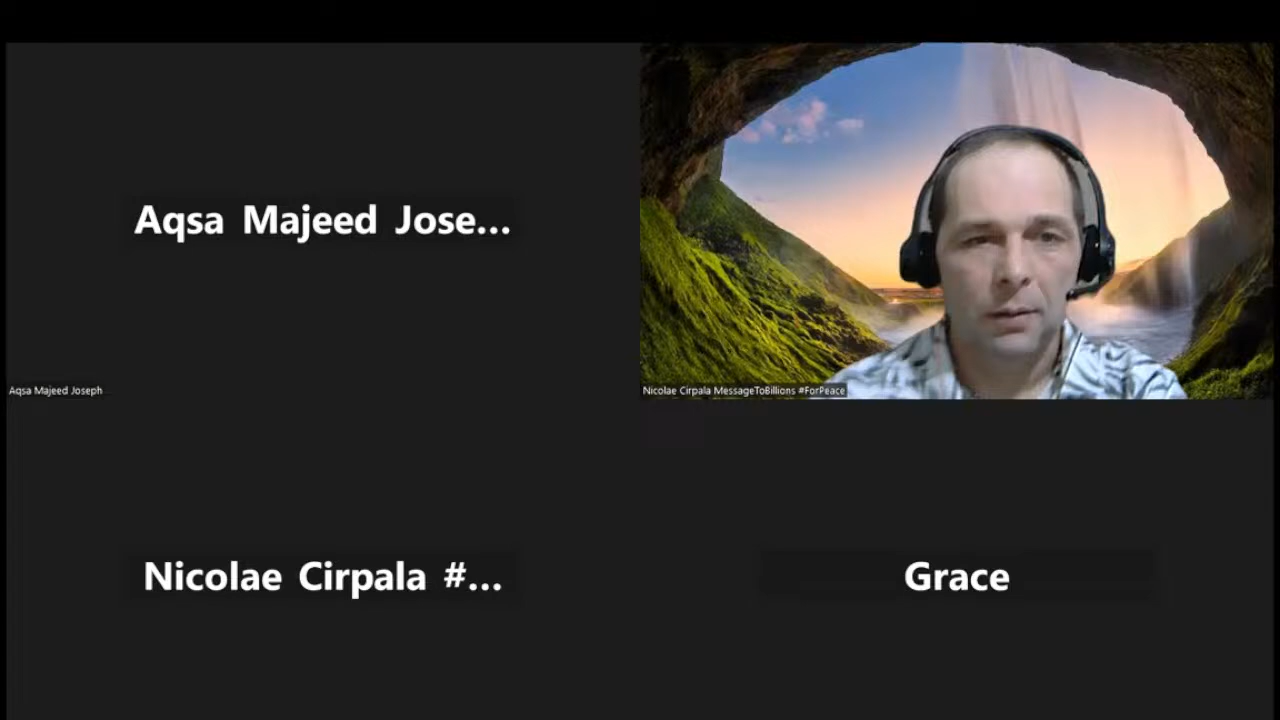 Aqsa Majeed Jose...
Aqsa Majeed Joseph
Nicolae Cirpala MessageToBillions #ForPeace
Nicolae Cirpala #...
Grace